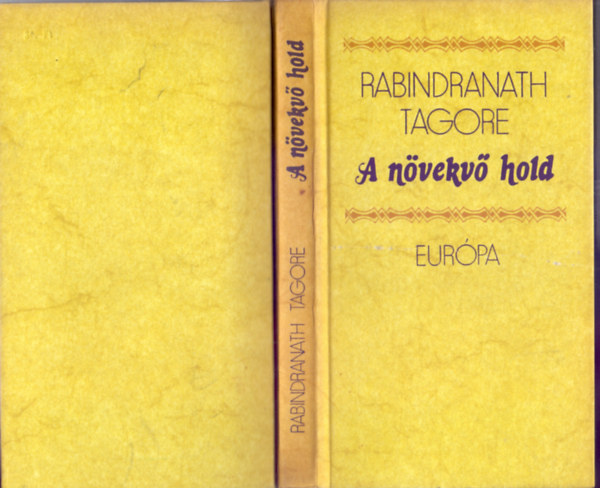 RABINDRANATH TAGORE
A növekvő hold
RABINDRANATH
TAGORE
A növekvő hold
EURÓPA